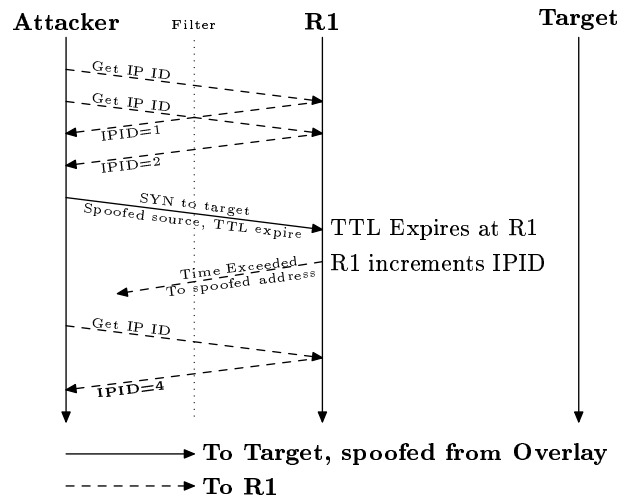 Attacker Filter R1 Target
Get IP ID
Get IP ID
IPID=1
IPID=2
SYN to target
Spoofed source, TTL expire
TTL Expires at R1
R1 increments IPID
Time Exceeded
To spoofed address
Get IP ID
IPID=4
To Target, spoofed from Overlay
To R1